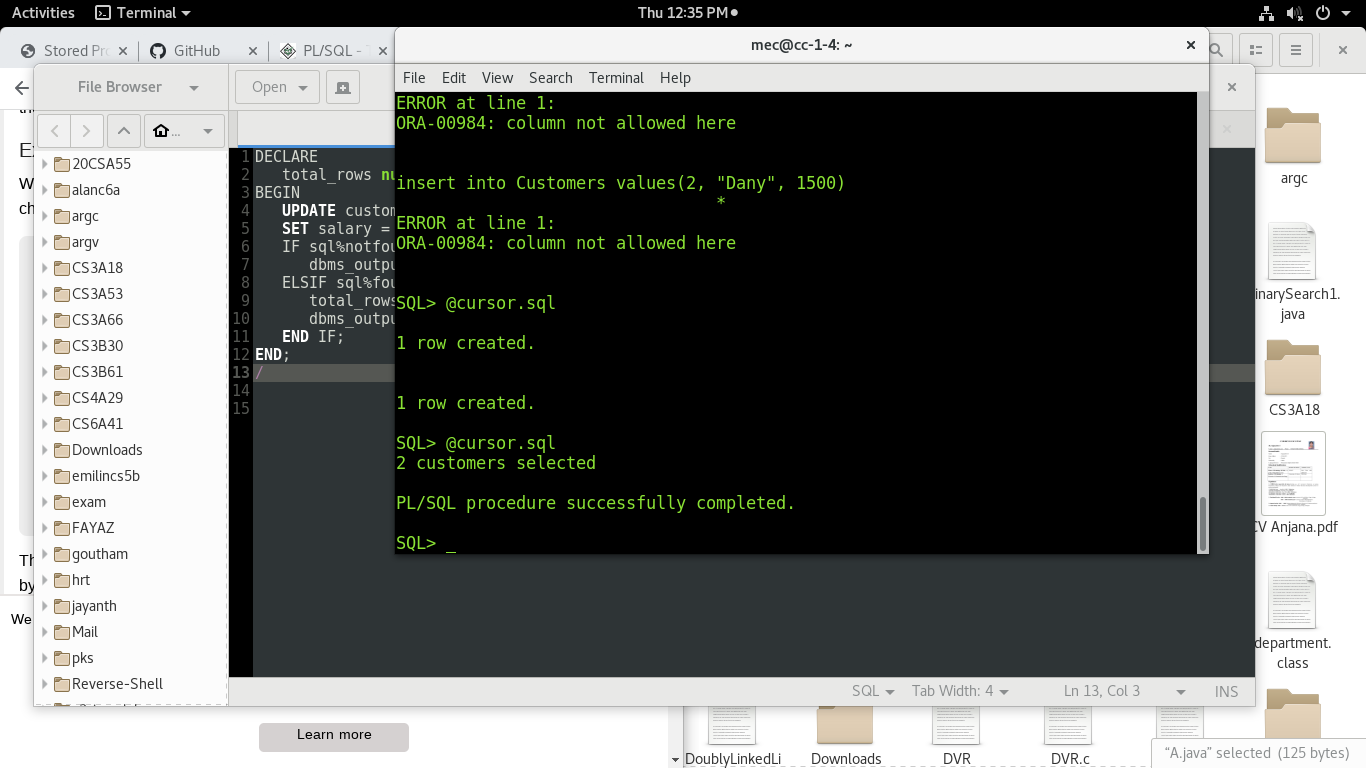 Activities Terminal Thu 12:35 PM
Stored Pro GitHub PL/SQL - T
mec@cc-1-4: ~
File Browser Open
File Edit View Search Terminal Help
ERROR at line 1:
ORA-00984: column not allowed here
insert into Customers values(2, "Dany", 1500)
*
ERROR at line 1:
ORA-00984: column not allowed here
SQL> @cursor.sql
1 row created.
1 row created.
SQL> @cursor.sql
2 customers selected
PL/SQL procedure successfully completed.
SQL> _
...
20CSA55
alanc6a
argc
argv
CS3A18
CS3A53
CS3A66
CS3B30
CS3B61
CS4A29
CS6A41
Downloads
emilincs5b
exam
FAYAZ
goutham
hrt
jayanth
Mail
pks
Reverse-Shell
1 DECLARE
2 total_rows nu
3 BEGIN
4 UPDATE custom
5 SET salary =
6 IF sql%notfou
7 dbms_outpu
8 ELSIF sql%fou
9 total_rows
10 dbms_outpu
11 END IF;
12 END;
13 /
14
15
SQL Tab Width: 4 Ln 13, Col 3 INS
W
ch
Th
by
We
Learn more
argc
inarySearch1.
java
CS3A18
CV Anjana.pdf
department.
class
DoublyLinkedLi Downloads DVR DVR.c
“A.java” selected (125 bytes)